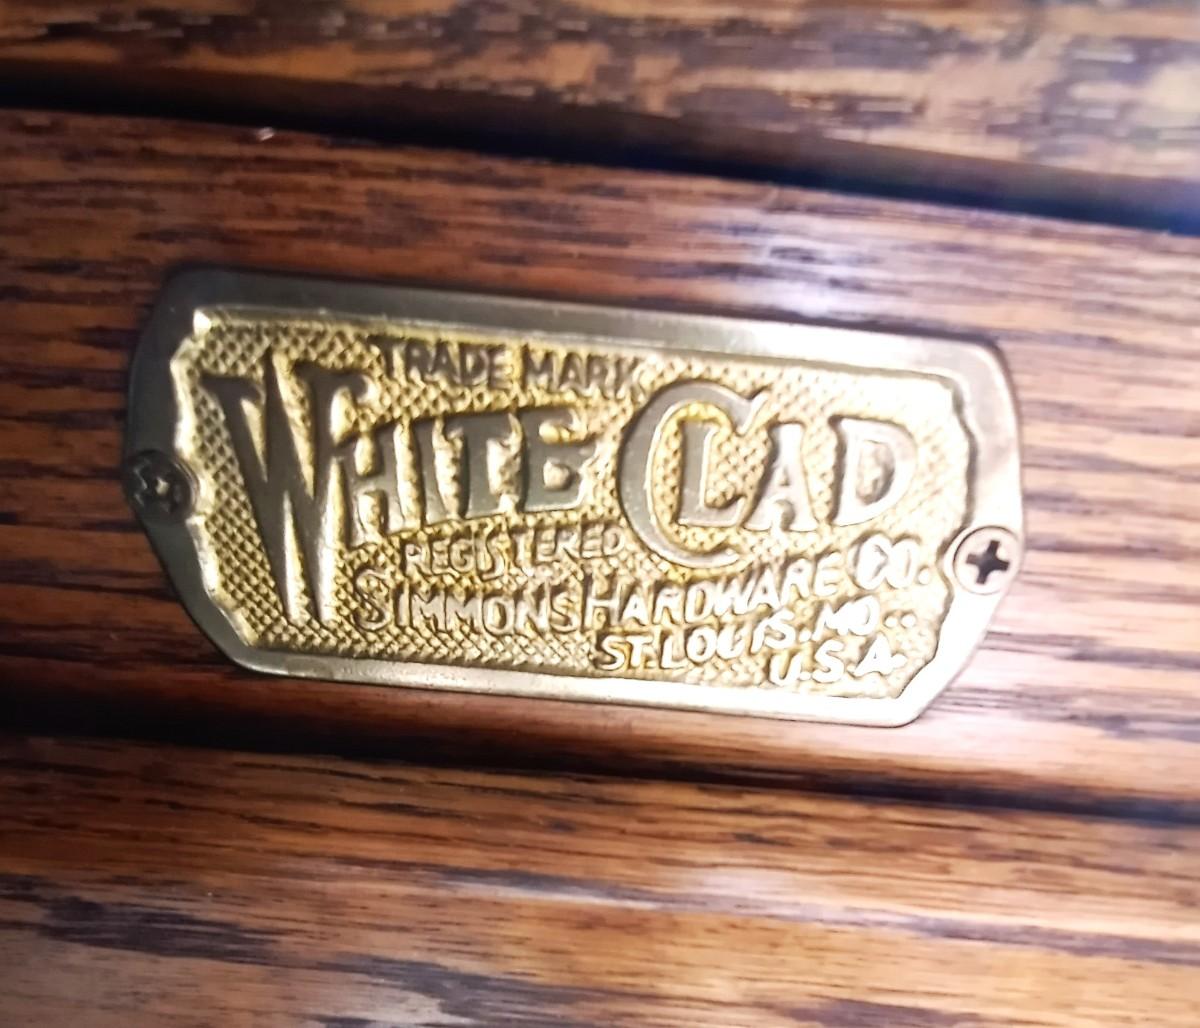 TRADE MARK
WHITE CLAD
REGISTERED
SIMMONS HARDWARE CO.
ST. LOUIS. MO..
U.S.A.